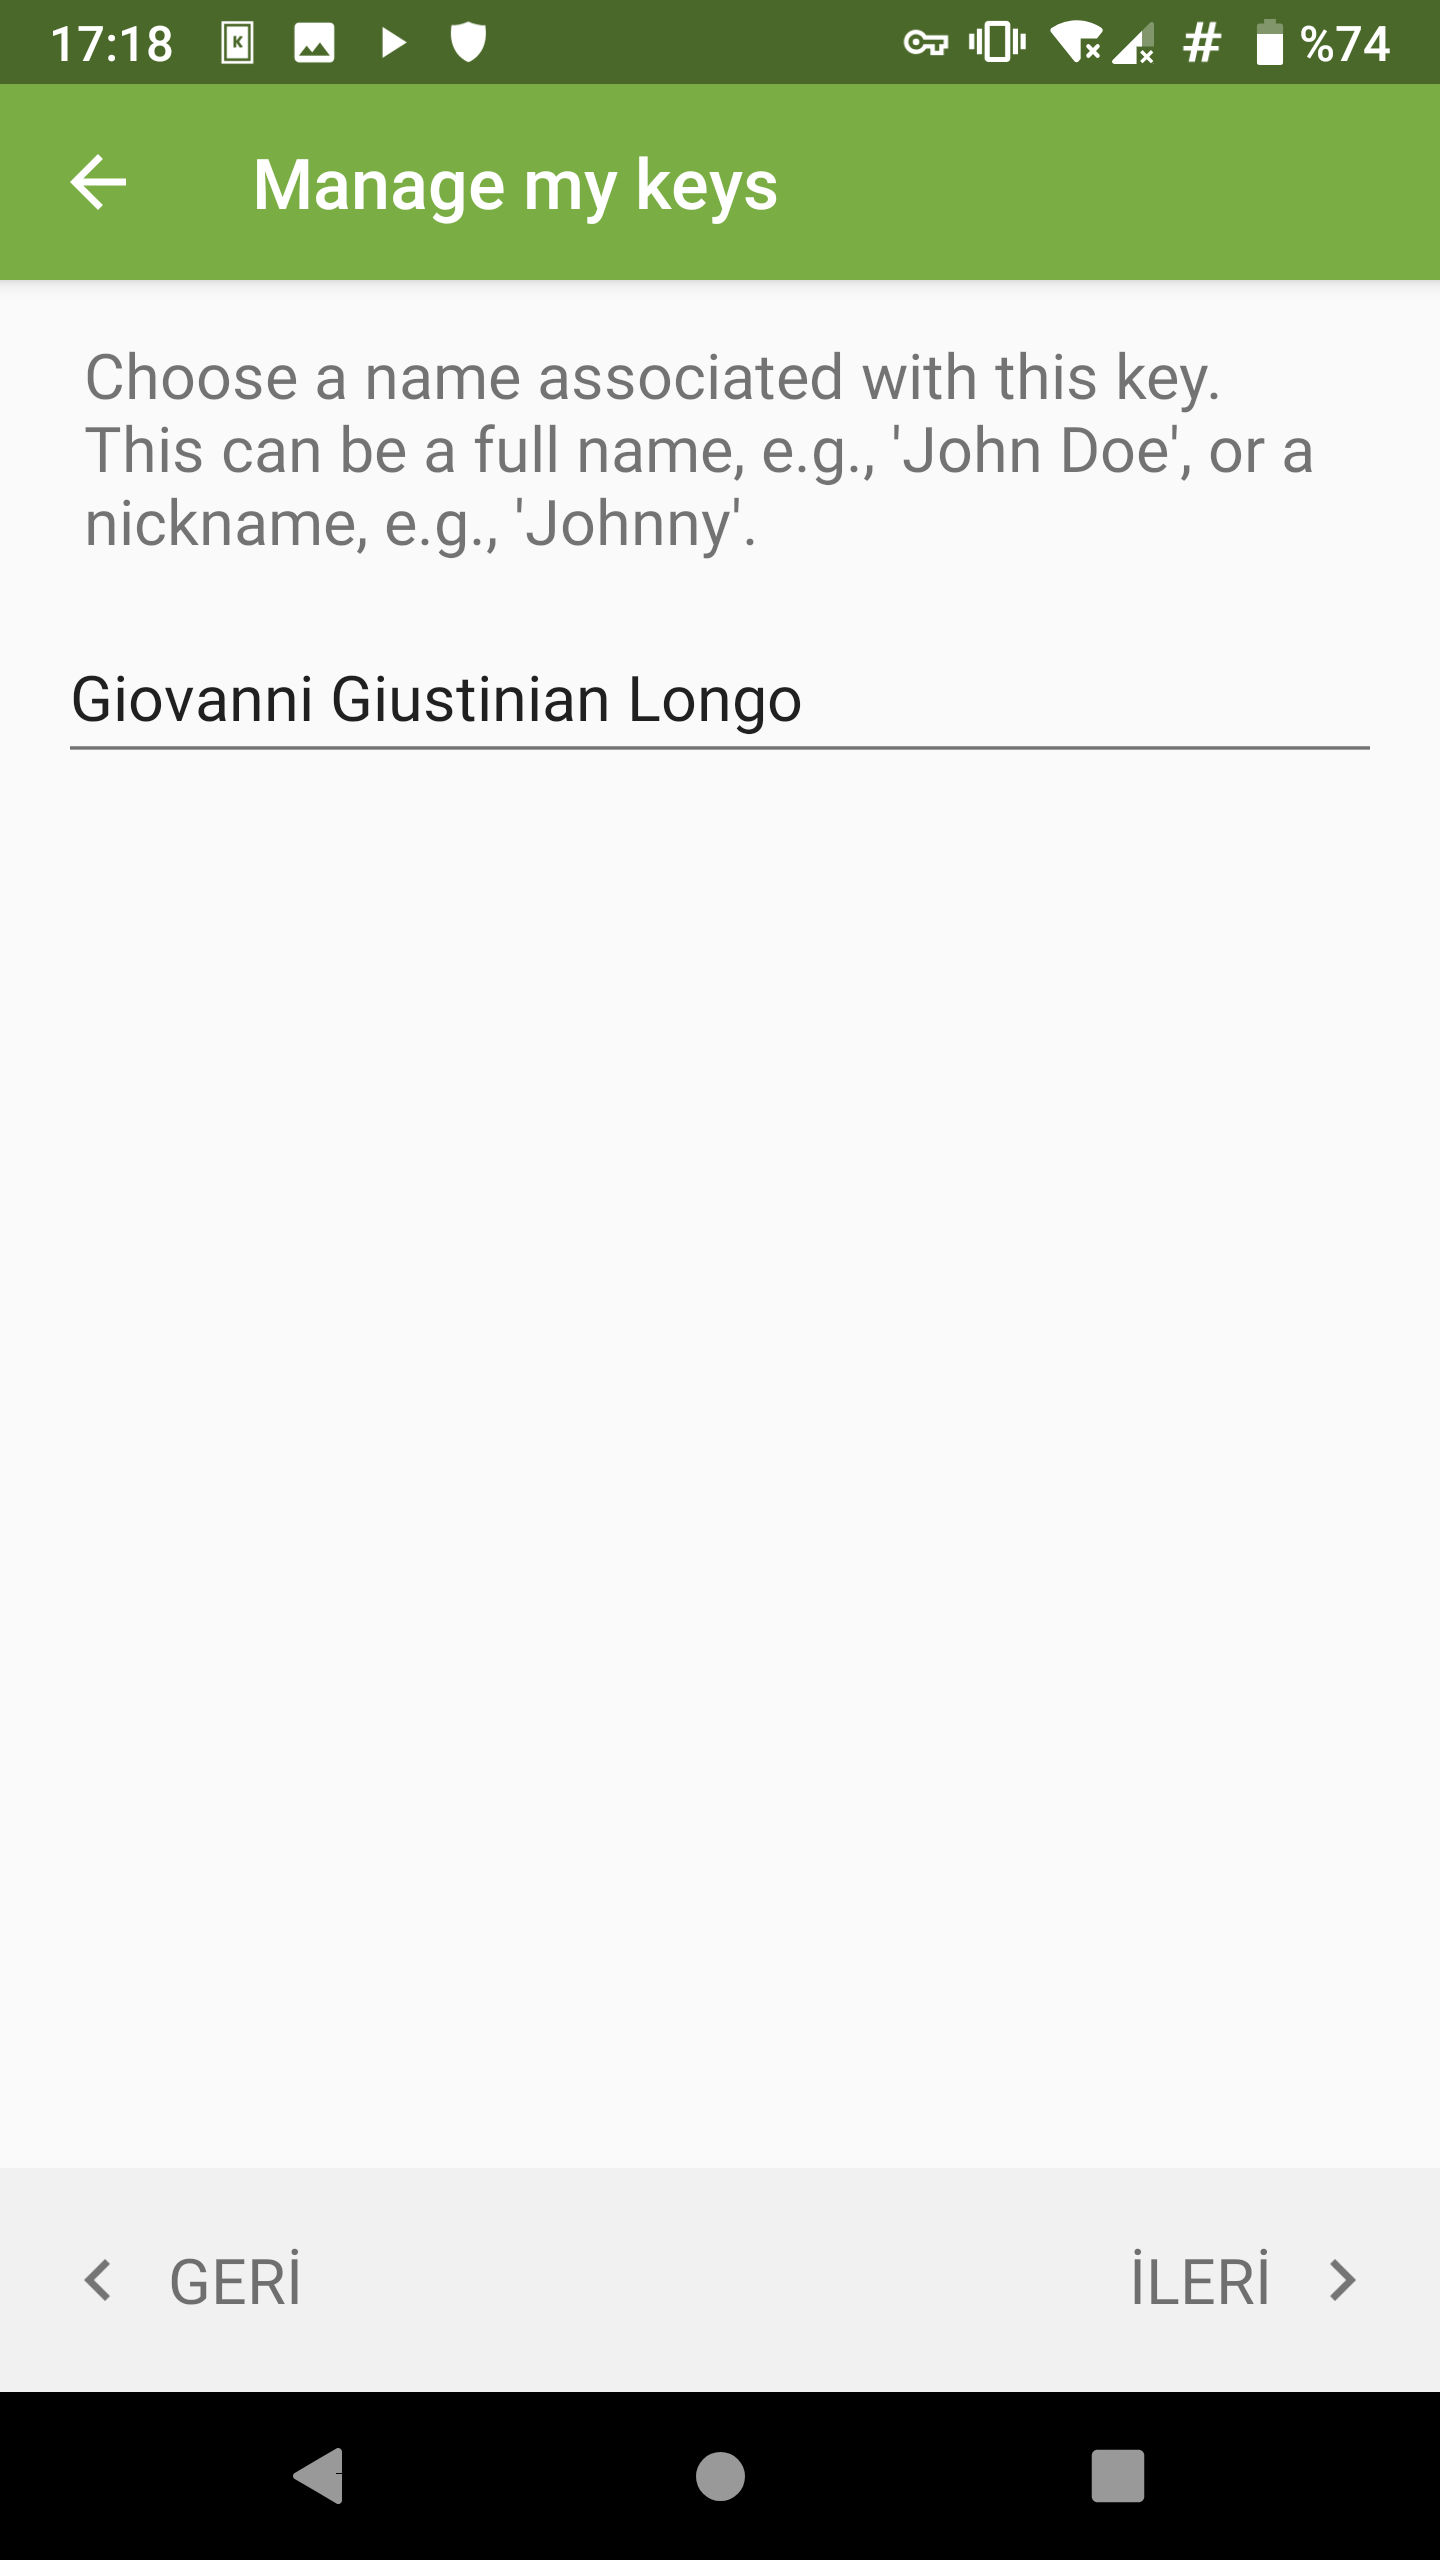 17:18
%74
Manage my keys
Choose a name associated with this key.
This can be a full name, e.g., 'John Doe', or a
nickname, e.g., 'Johnny'.
Giovanni Giustinian Longo
GERİ
İLERİ